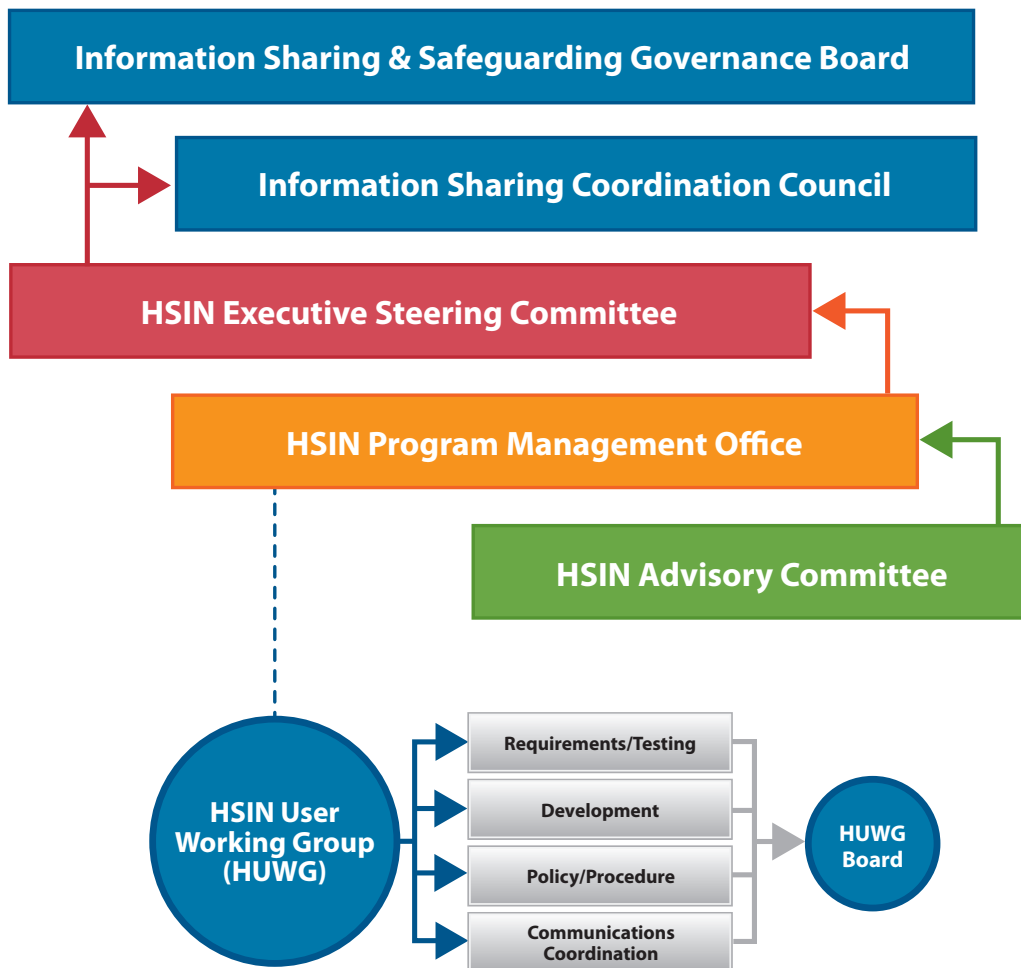 Information Sharing & Safeguarding Governance Board
Information Sharing Coordination Council
HSIN Executive Steering Committee
HSIN Program Management Office
HSIN Advisory Committee
HSIN User
Working Group
(HUWG)
Requirements/Testing
Development
Policy/Procedure
Communications
Coordination
HUWG
Board